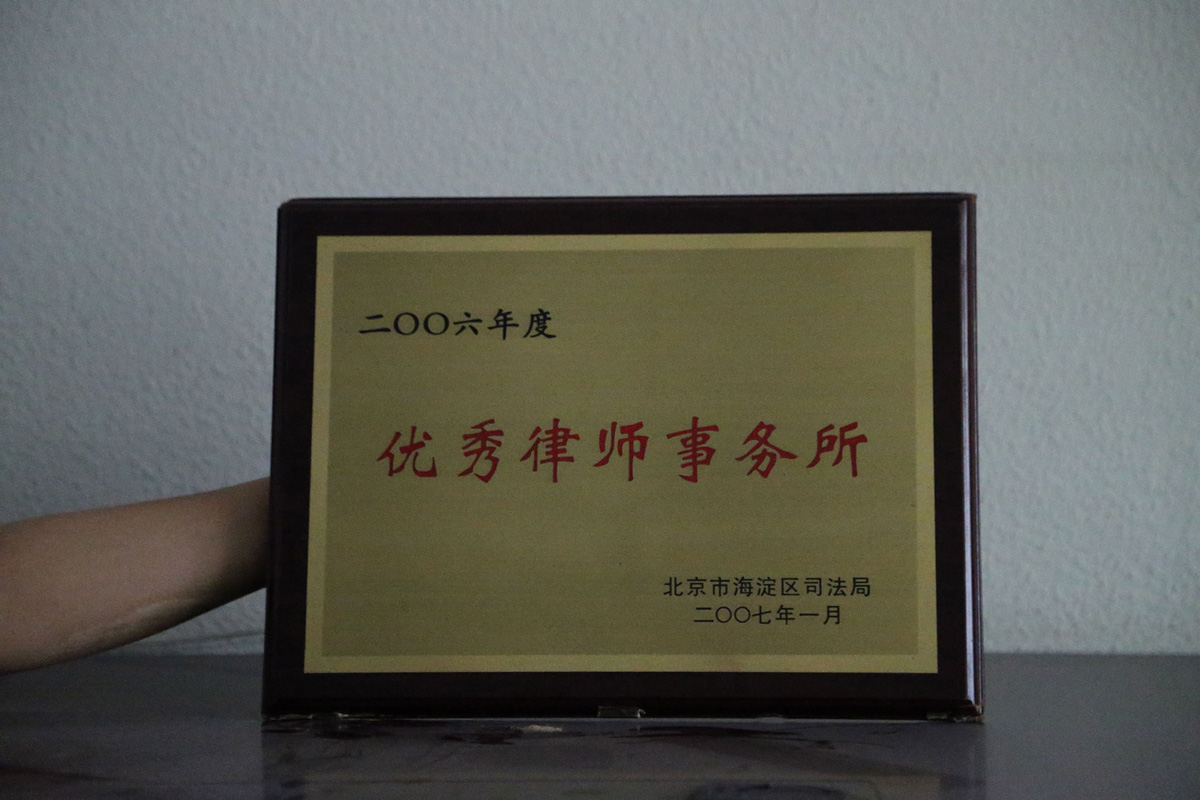 二〇〇六年度
优秀律师事务所
北京市海淀区司法局
二〇〇七年一月